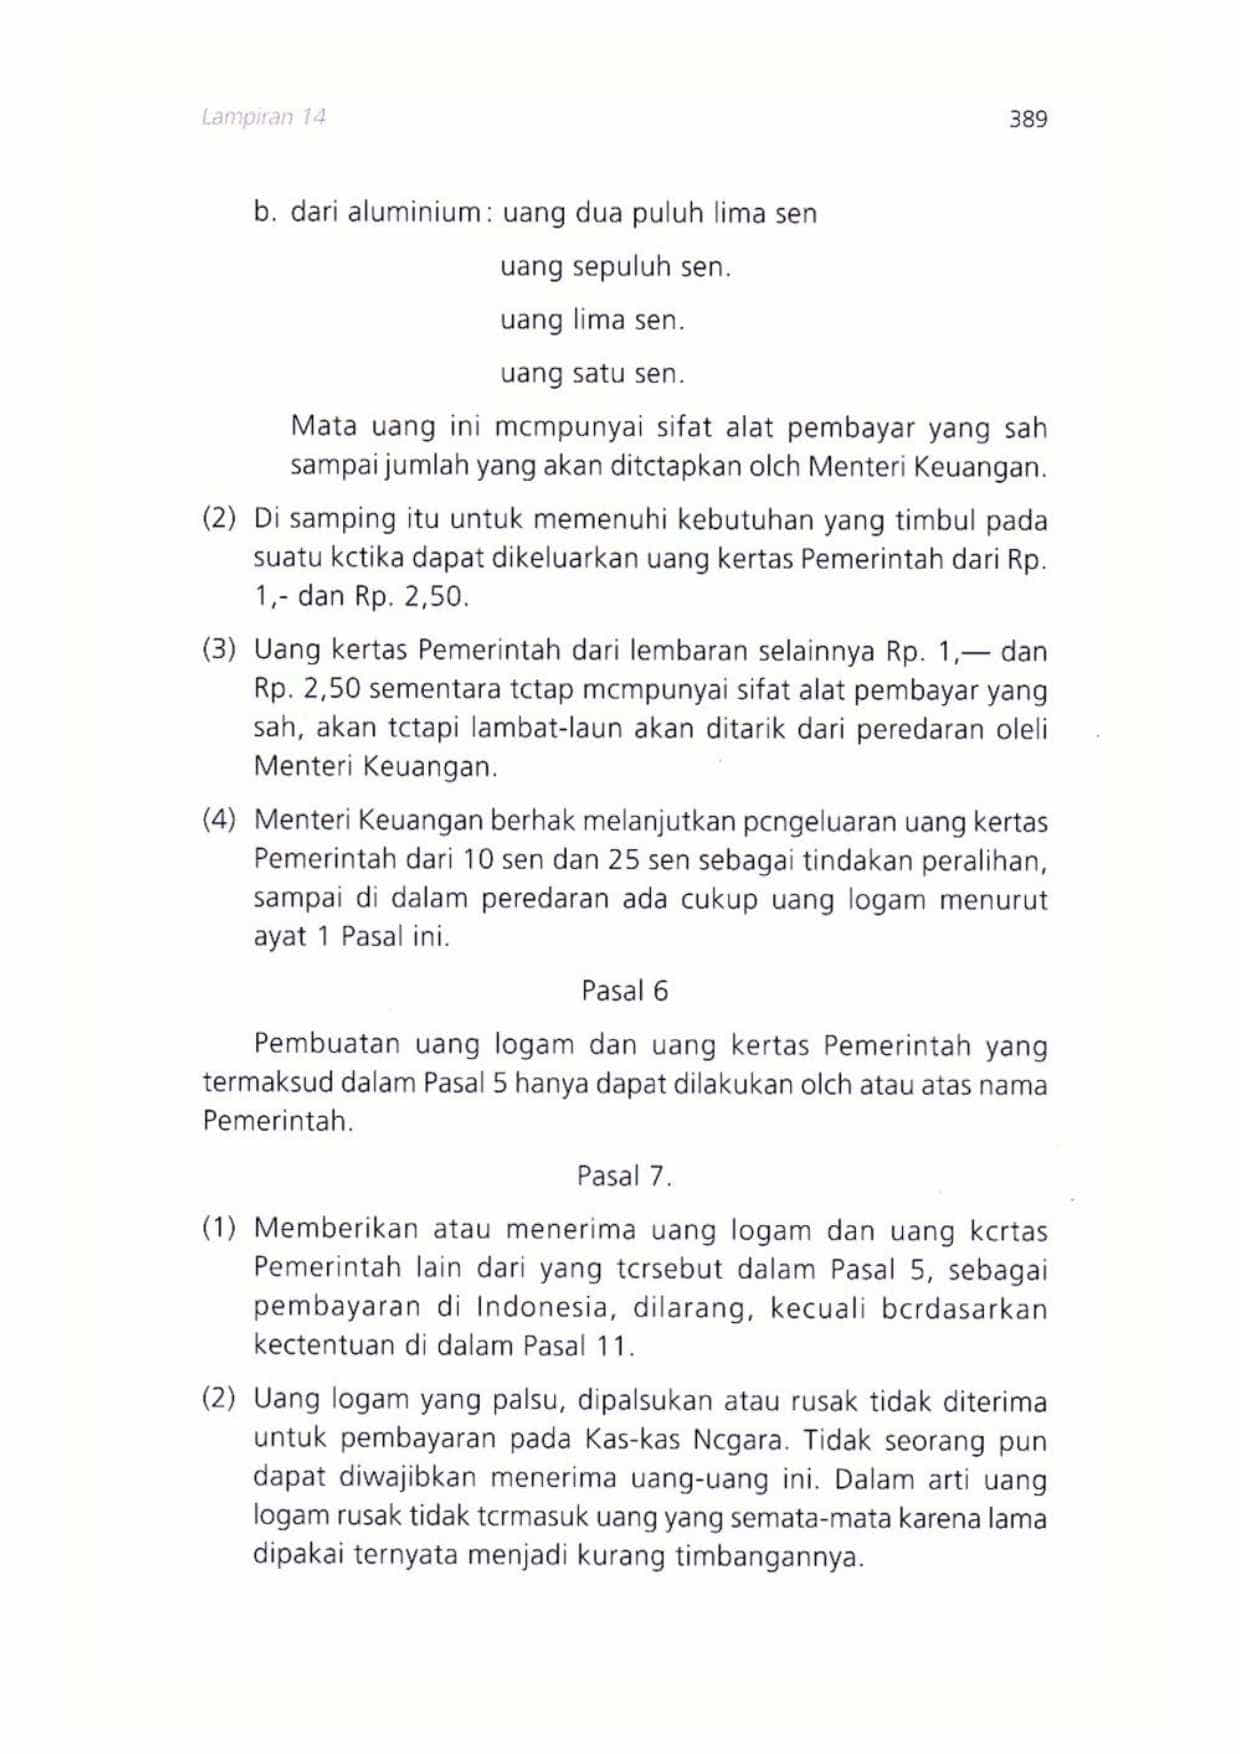 Lampiran 14
389
b. dari aluminium : uang dua puluh lima sen
uang sepuluh sen.
uang lima sen.
uang satu sen.
Mata uang ini mcmpunyai sifat alat pembayar yang sah
sampai jumlah yang akan ditctapkan olch Menteri Keuangan.
(2) Di samping itu untuk memenuhi kebutuhan yang timbul pada
suatu kctika dapat dikeluarkan uang kertas Pemerintah dari Rp.
1,- dan Rp. 2,50.
(3) Uang kertas Pemerintah dari lembaran selainnya Rp. 1,— dan
Rp. 2,50 sementara tctap mcmpunyai sifat alat pembayar yang
sah, akan tctapi lambat-laun akan ditarik dari peredaran oleli
Menteri Keuangan.
(4) Menteri Keuangan berhak melanjutkan pcngeluaran uang kertas
Pemerintah dari 10 sen dan 25 sen sebagai tindakan peralihan,
sampai di dalam peredaran ada cukup uang logam menurut
ayat 1 Pasal ini.
Pasal 6
Pembuatan uang logam dan uang kertas Pemerintah yang
termaksud dalam Pasal 5 hanya dapat dilakukan olch atau atas nama
Pemerintah.
Pasal 7.
(1) Memberikan atau menerima uang logam dan uang kcrtas
Pemerintah lain dari yang tcrsebut dalam Pasal 5, sebagai
pembayaran di Indonesia, dilarang, kecuali bcrdasarkan
kectentuan di dalam Pasal 11.
(2) Uang logam yang palsu, dipalsukan atau rusak tidak diterima
untuk pembayaran pada Kas-kas Ncgara. Tidak seorang pun
dapat diwajibkan menerima uang-uang ini. Dalam arti uang
logam rusak tidak tcrmasuk uang yang semata-mata karena lama
dipakai ternyata menjadi kurang timbangannya.